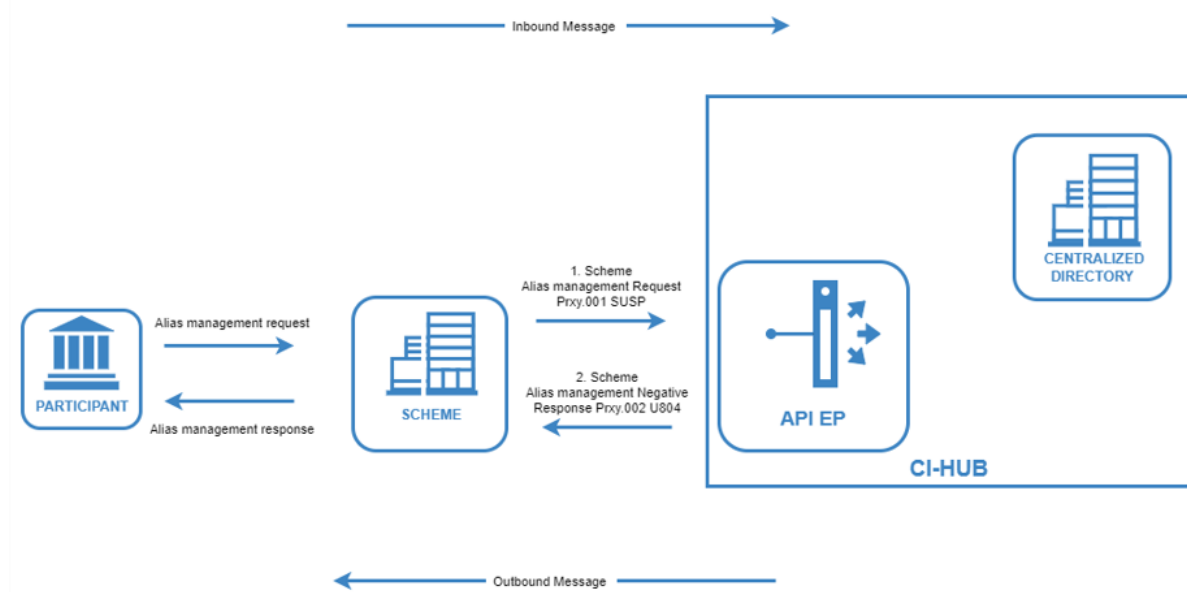 Inbound Message
CENTRALIZED
DIRECTORY
1. Scheme
Alias management Request
Prxy.001 SUSP
Alias management request
PARTICIPANT
Alias management response
SCHEME
2. Scheme
Alias management Negative
Response Prxy.002 U804
API EP
CI-HUB
Outbound Message